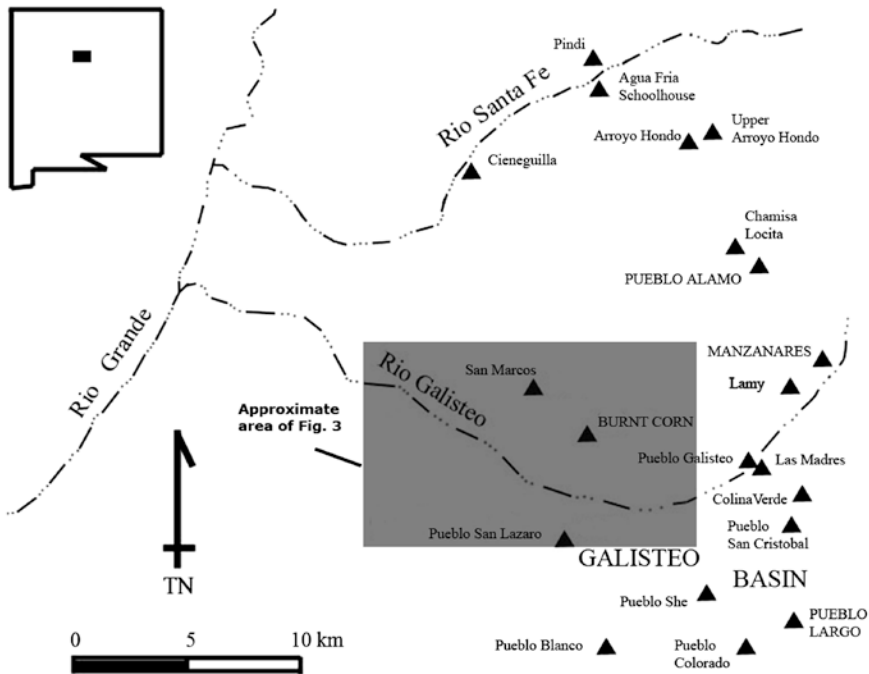 Pindi
Rio Santa Fe
Agua Fria
Schoolhouse
Upper
Arroyo Hondo
Arroyo Hondo
Cieneguilla
Chamisa
Locita
PUEBLO ALAMO
Rio Grande
Rio Galisteo
San Marcos
MANZANARES
Lamy
Approximate
area of Fig. 3
BURNT CORN
Pueblo Galisteo
Las Madres
Colina Verde
Pueblo San Lazaro
Pueblo
San Cristobal
GALISTEO
BASIN
TN
Pueblo She
PUEBLO
LARGO
Pueblo Blanco
Pueblo
Colorado
0 5 10 km